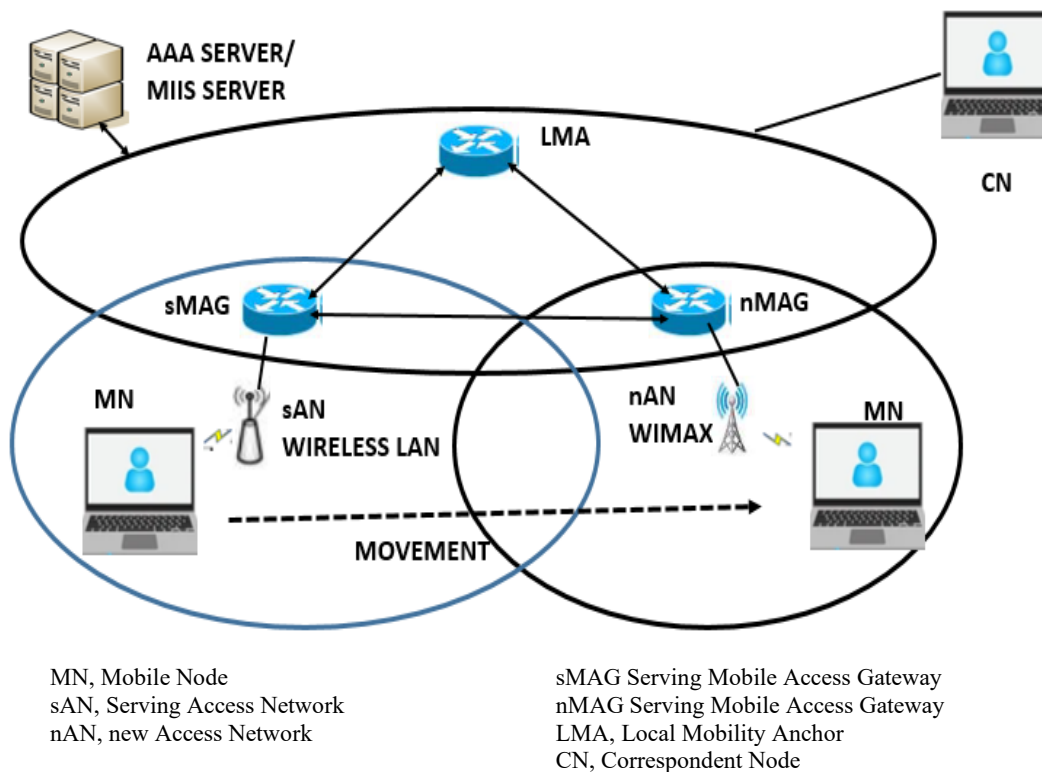 AAA SERVER/
MIIS SERVER
LMA
CN
sMAG
nMAG
MN
sAN
WIRELESS LAN
nAN
WIMAX
MN
MOVEMENT
MN, Mobile Node
sAN, Serving Access Network
nAN, new Access Network
sMAG Serving Mobile Access Gateway
nMAG Serving Mobile Access Gateway
LMA, Local Mobility Anchor
CN, Correspondent Node